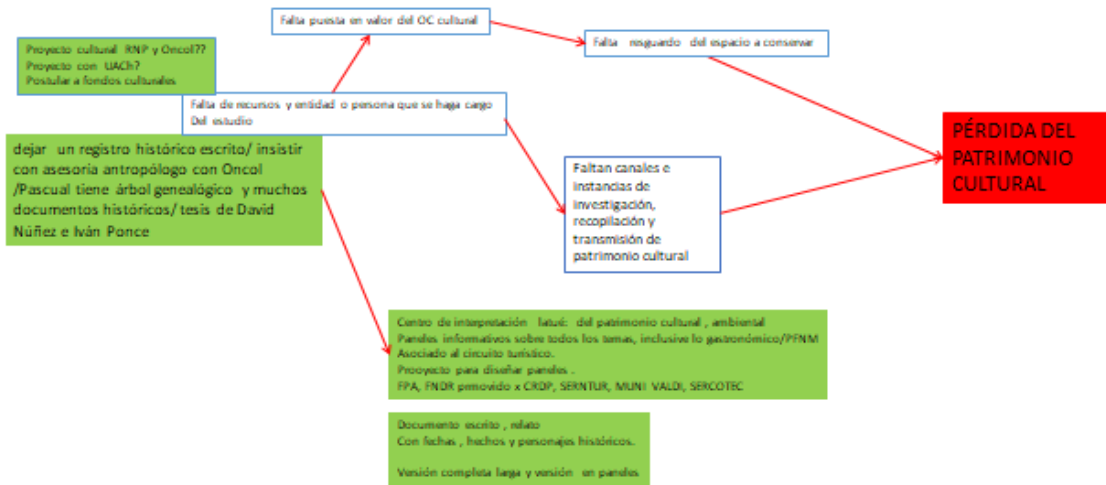 Falta puesta en valor del OC cultural
Proyecto cultural RNP y Oncol??
Proyecto con UACh?
Postular a fondos culturales
Falta resguardo del espacio a conservar
Falta de recursos y entidad o persona que se haga cargo
Del estudio
PÉRDIDA DEL
PATRIMONIO
CULTURAL
dejar un registro histórico escrito/ insistir
con asesoría antropólogo con Oncol
/Pascual tiene árbol genealógico y muchos
documentos históricos/ tesis de David
Núñez e Iván Ponce
Faltan canales e
instancias de
investigación,
recopilación y
transmisión de
patrimonio cultural
Centro de interpretación latué: del patrimonio cultural , ambiental
Paneles informativos sobre todos los temas, inclusive lo gastronómico/PFNM
Asociado al circuito turístico.
Prooyecto para diseñar paneles .
FPA, FNDR prmovido x CRDP, SERNTUR, MUNI VALDI, SERCOTEC
Documento escrito , relato
Con fechas , hechos y personajes históricos.
Versión completa larga y versión en paneles